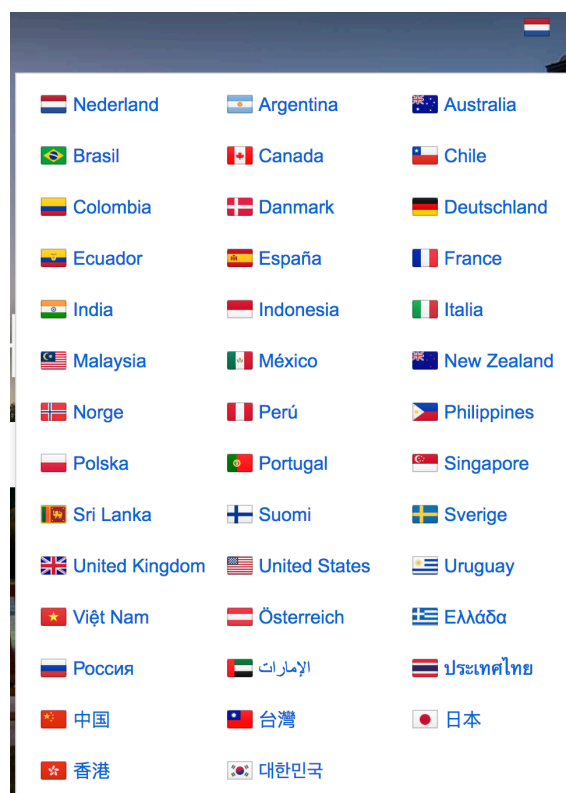 Nederland Argentina Australia
Brasil Canada Chile
Colombia Danmark Deutschland
Ecuador España France
India Indonesia Italia
Malaysia México New Zealand
Norge Perú Philippines
Polska Portugal Singapore
Sri Lanka Suomi Sverige
United Kingdom United States Uruguay
Việt Nam Österreich Ελλάδα
Россия الإمارات ประเทศไทย
中国 台灣 日本
香港 대한민국